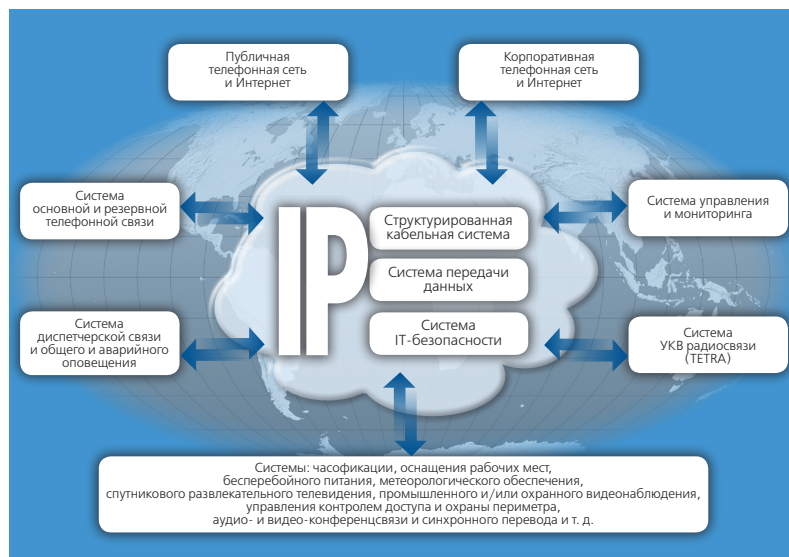 Публичная
телефонная сеть
и Интернет
Корпоративная
телефонная сеть
и Интернет
Система
основной и резервной
телефонной связи
Система управления
и мониторинга
IP
Структурированная
кабельная система
Система передачи
данных
Система
IT-безопасности
Система
диспетчерской связи
и общего и аварийного
оповещения
Система
УКВ радиосвязи
(TETRA)
Системы: часофикации, оснащения рабочих мест,
бесперебойного питания, метеорологического обеспечения,
спутникового развлекательного телевидения, промышленного и/или охранного видеонаблюдения,
управления контролем доступа и охраны периметра,
аудио- и видео-конференцсвязи и синхронного перевода и т. д.